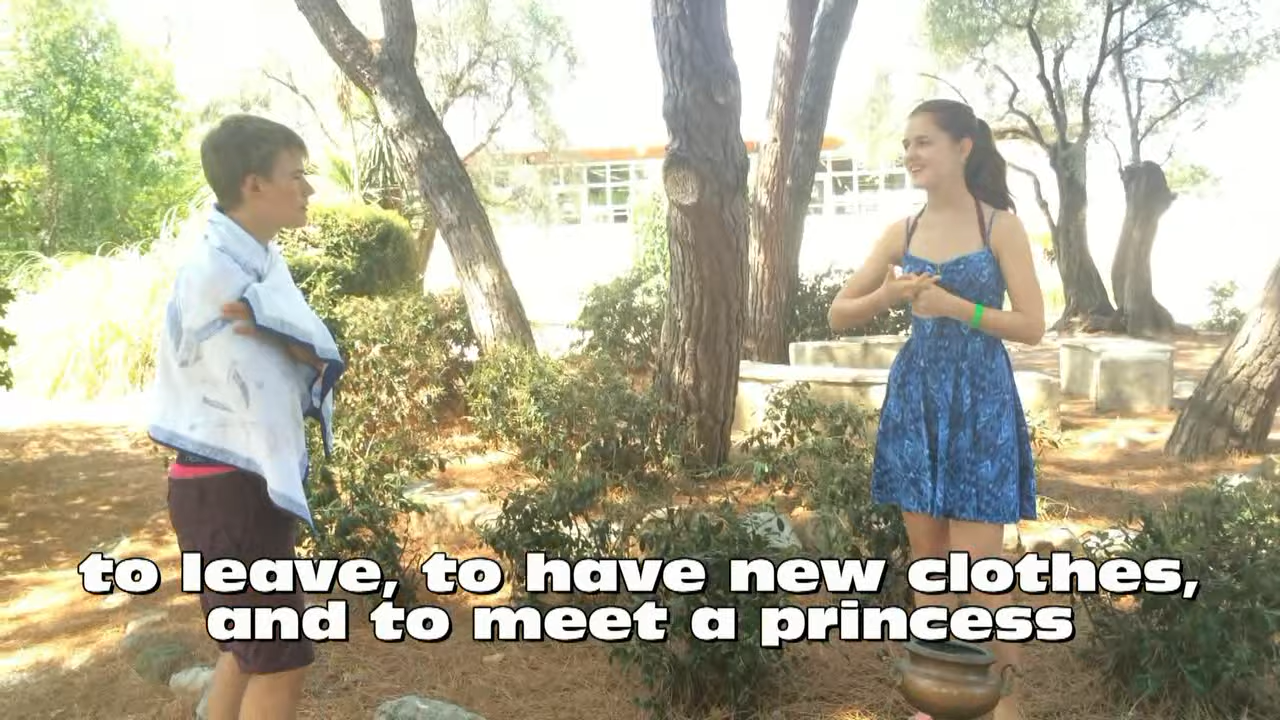 to leave, to have new clothes,
and to meet a princess